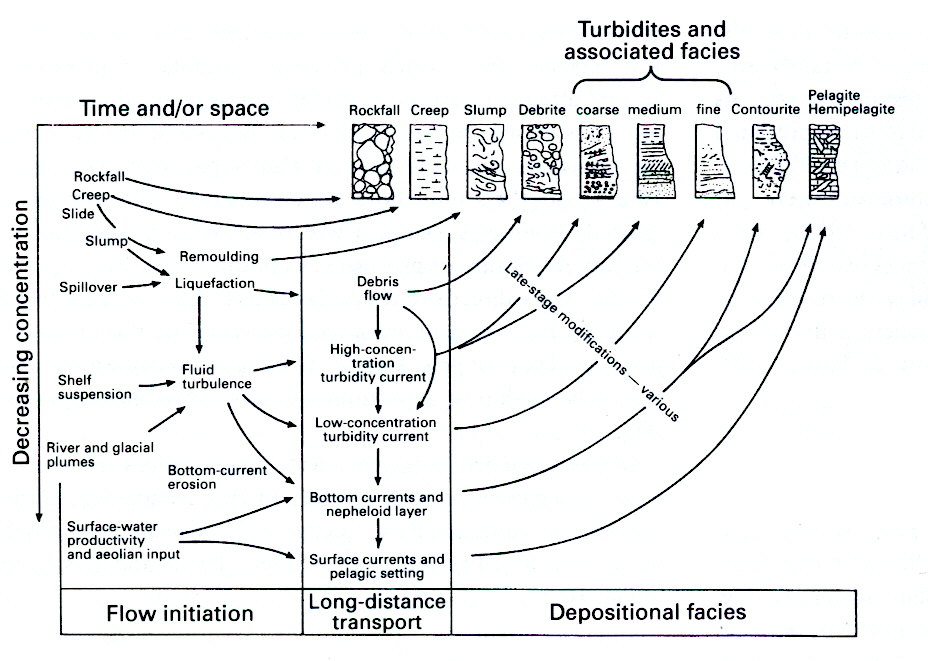 Turbidites and
associated facies
Time and/or space
Rockfall
Creep
Slump
Debrite
coarse
medium
fine
Contourite
Pelagite
Hemipelagite
Decreasing concentration
Rockfall
Creep
Slide
Slump
Remoulding
Spillover
Liquefaction
Shelf
suspension
Fluid
turbulence
River and glacial
plumes
Bottom-current
erosion
Surface-water
productivity
and aeolian input
Debris
flow
High-concen-
tration
turbidity current
Low-concentration
turbidity current
Bottom currents and
nepheloid layer
Surface currents and
pelagic setting
Late-stage modifications — various
Flow initiation
Long-distance
transport
Depositional facies